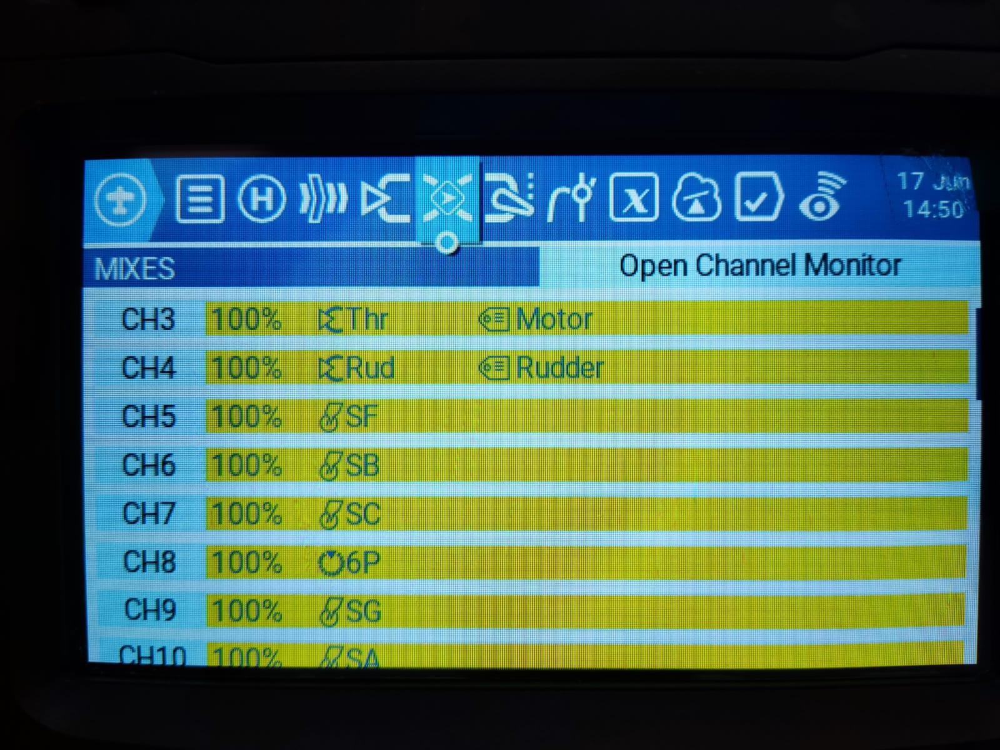 17 Jun
14:50
MIXES Open Channel Monitor
CH3 100% Thr Motor
CH4 100% Rud Rudder
CH5 100% SF
CH6 100% SB
CH7 100% SC
CH8 100% 6P
CH9 100% SG
CH10 100% SA